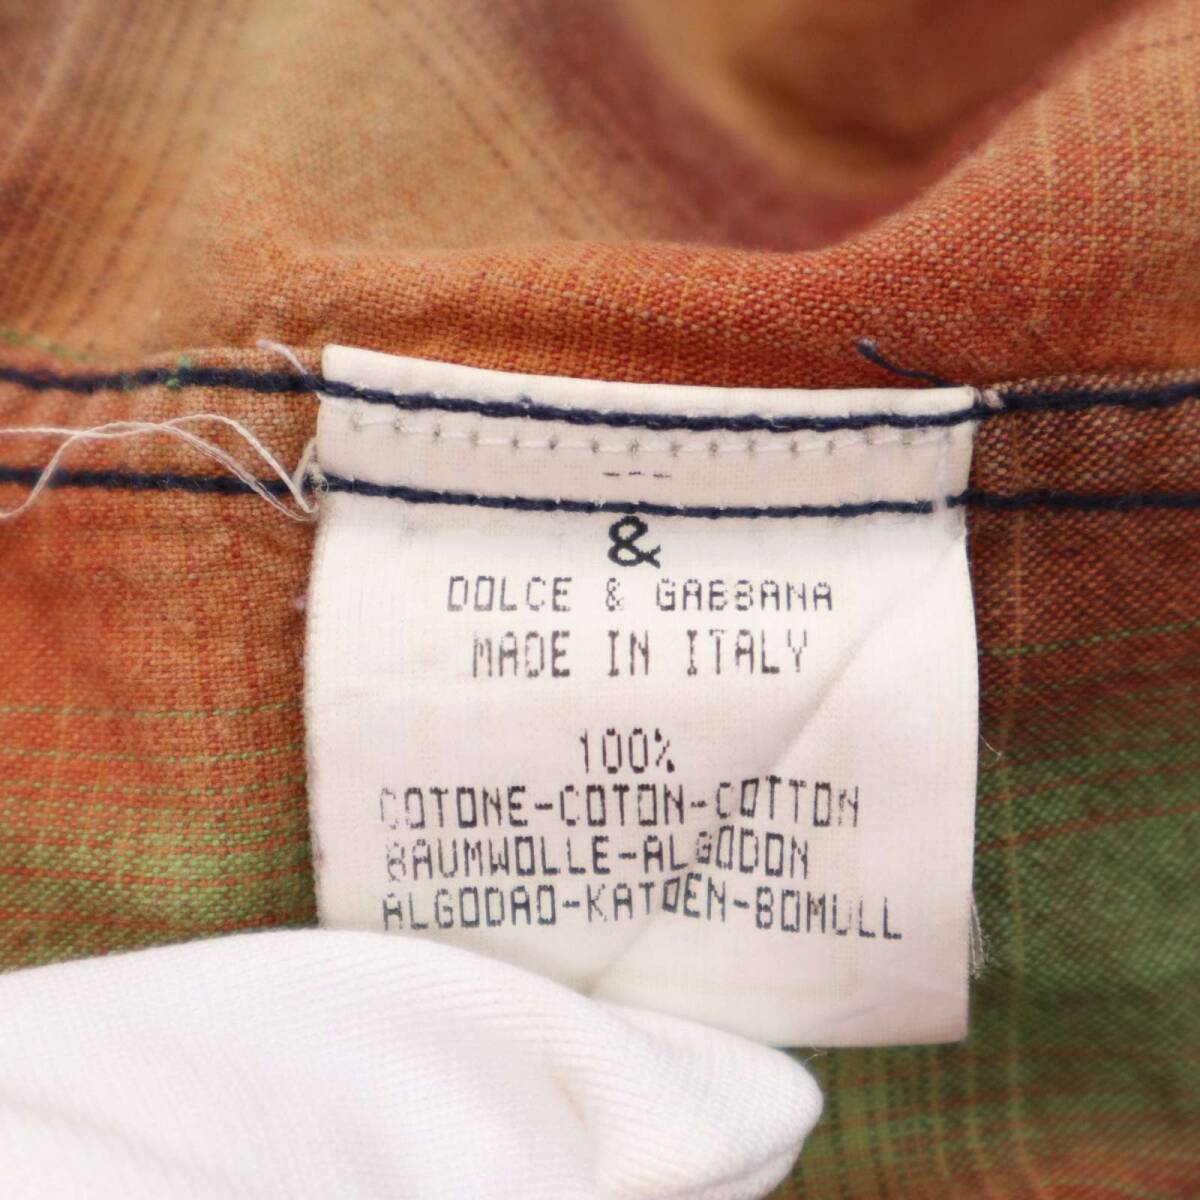 &
DOLCE & GABBANA
MADE IN ITALY
100%
COTONE-COTON-COTTON
BAUMWOLLE-ALGODON
ALGODAO-KATOEN-BOMULL